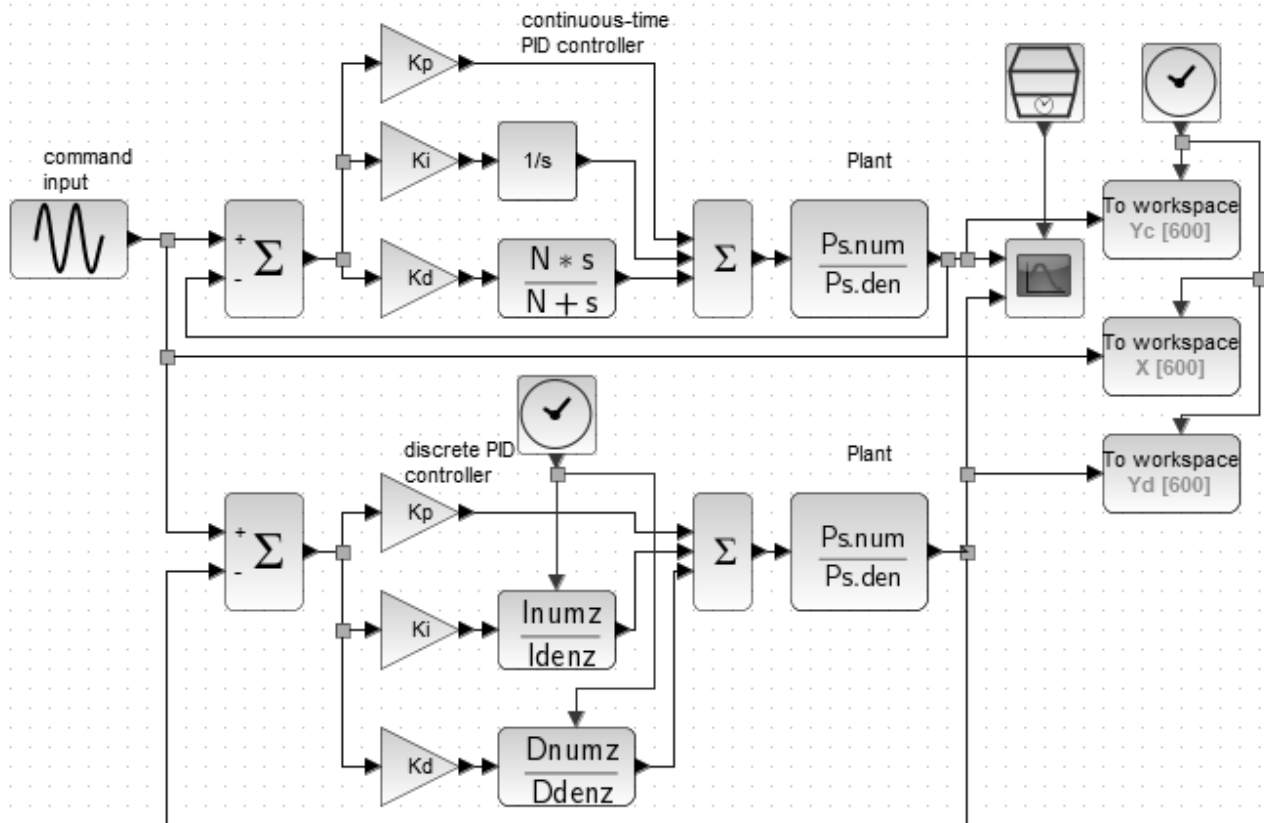 continuous-time
PID controller
Kp
command
input
Ki
1/s
Plant
To workspace
Yc [600]
+
-
Σ
Kd
N * s
N + s
Σ
Ps.num
Ps.den
To workspace
X [600]
discrete PID
controller
Plant
To workspace
Yd [600]
+
-
Σ
Kp
Σ
Ps.num
Ps.den
Ki
Inumz
Idenz
Kd
Dnumz
Ddenz